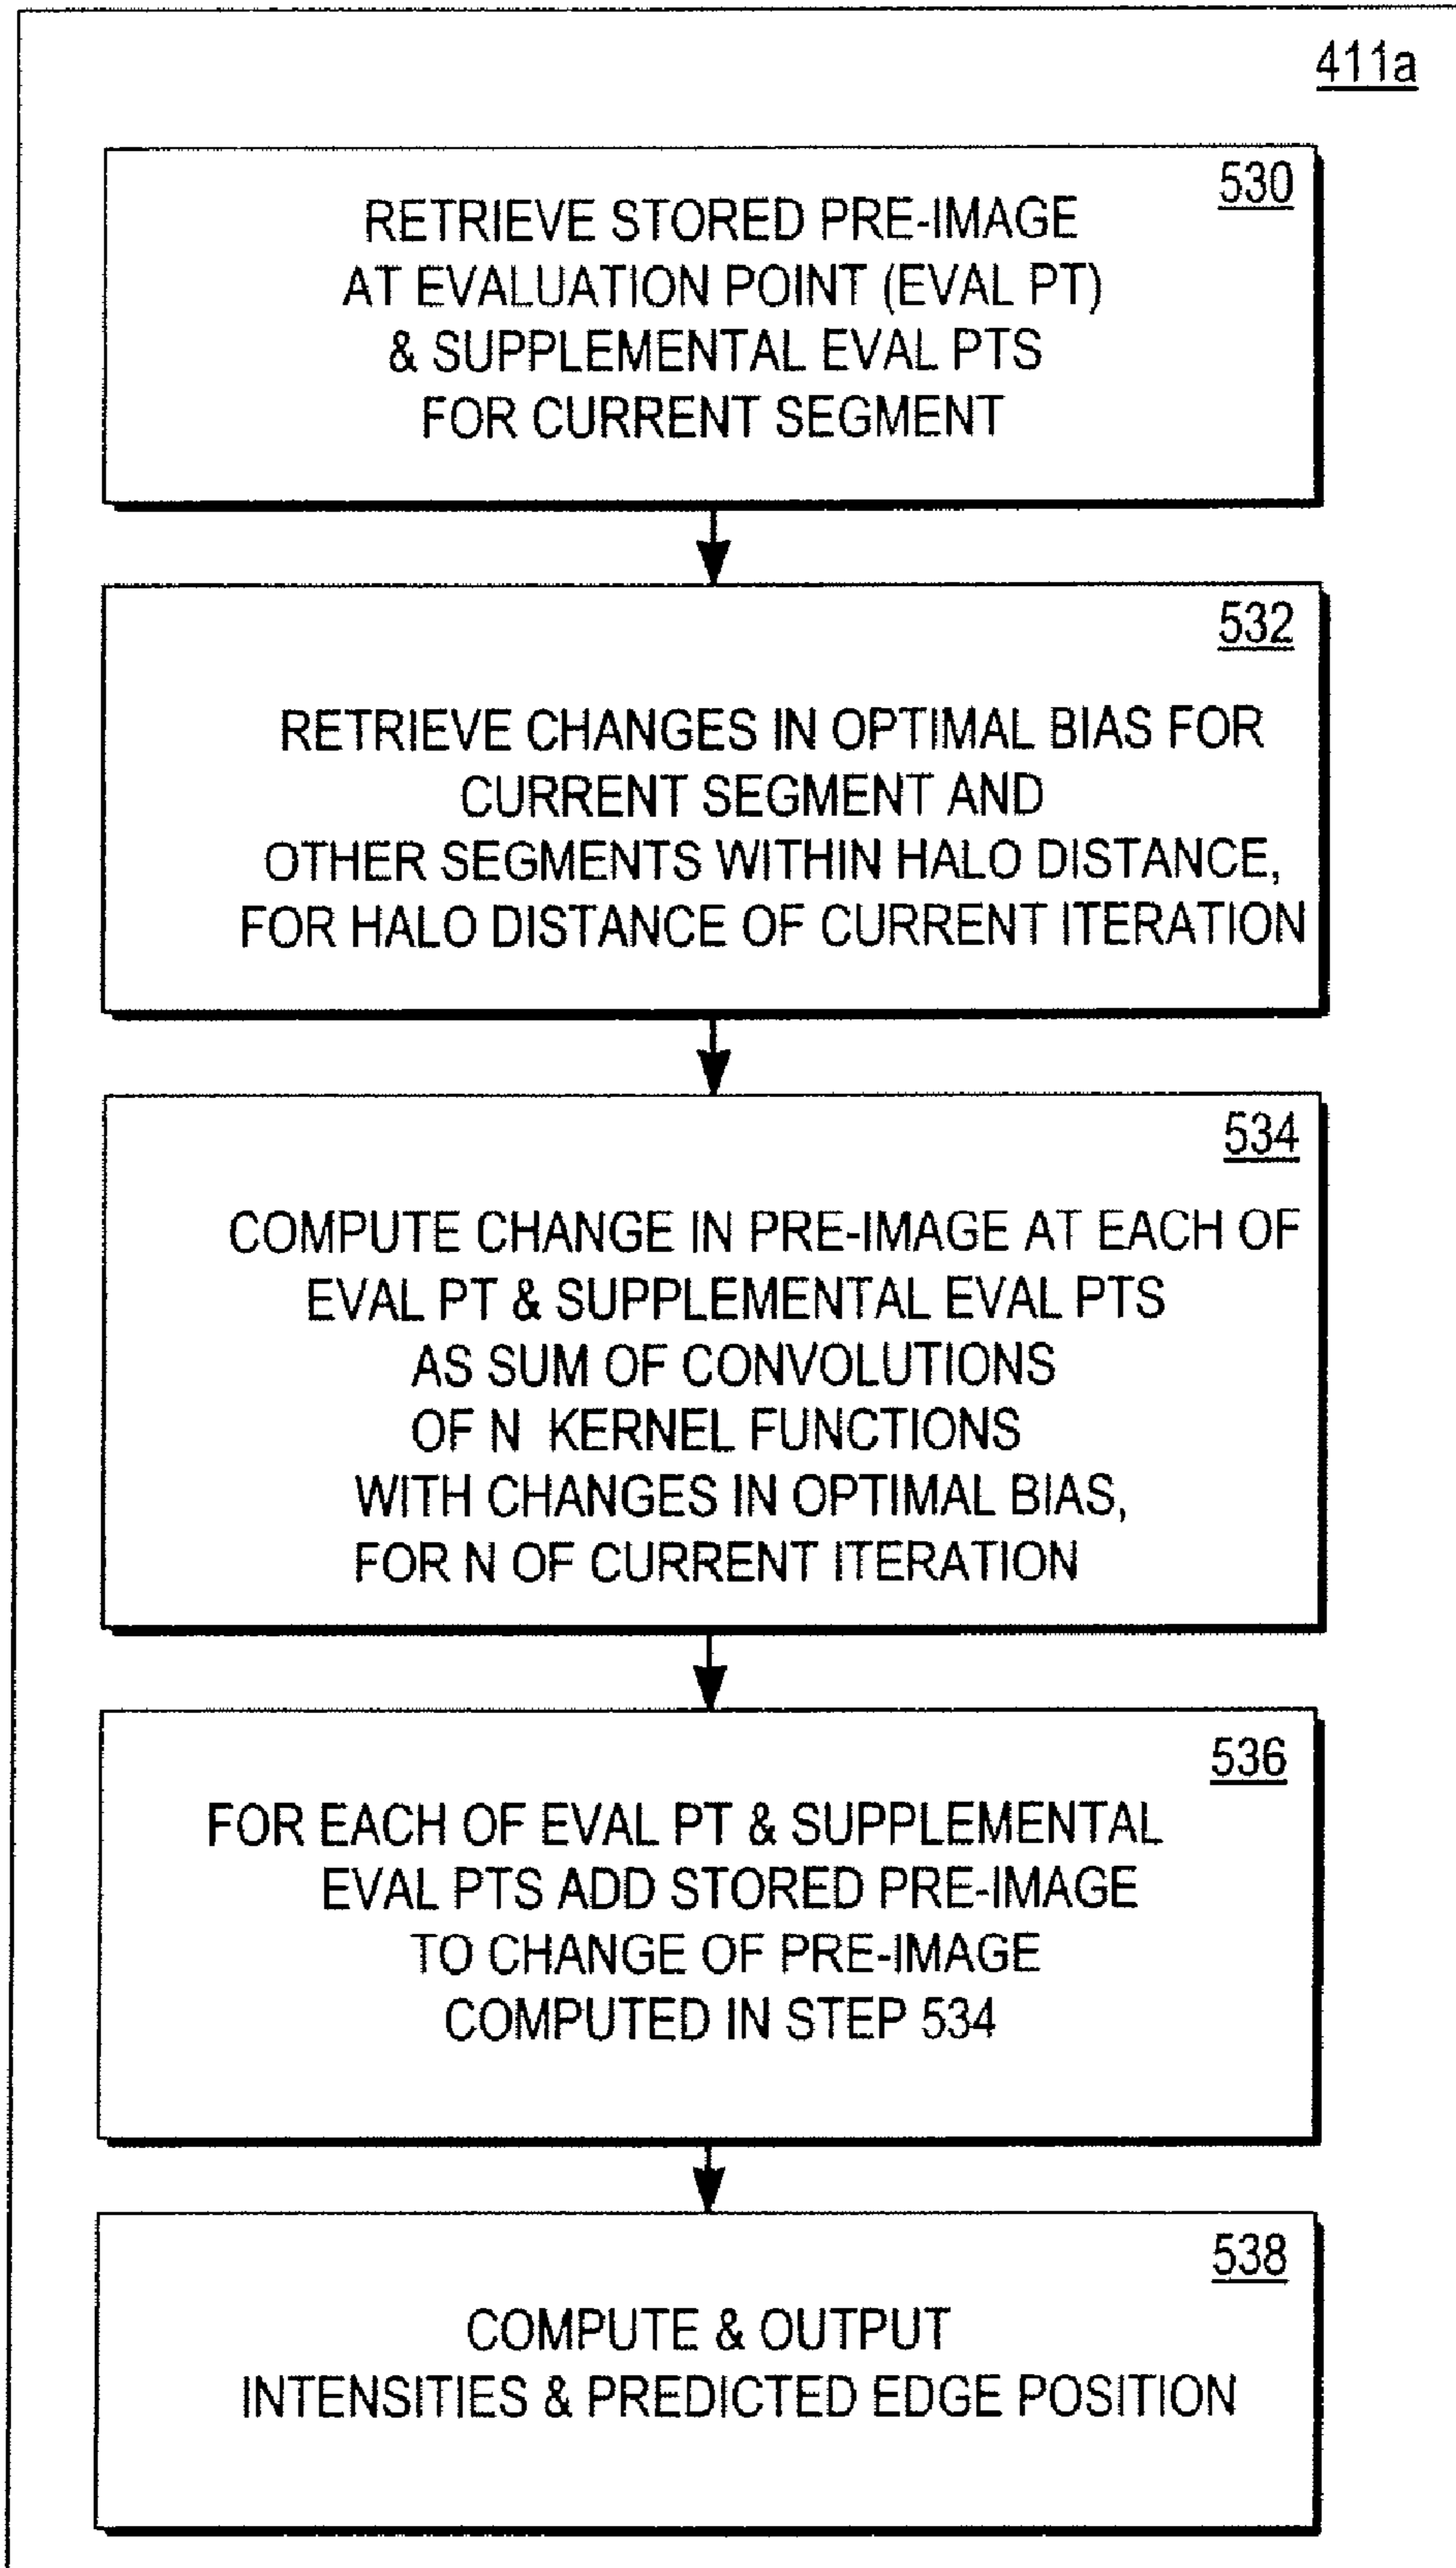 411a
530
RETRIEVE STORED PRE-IMAGE
AT EVALUATION POINT (EVAL PT)
& SUPPLEMENTAL EVAL PTS
FOR CURRENT SEGMENT
532
RETRIEVE CHANGES IN OPTIMAL BIAS FOR
CURRENT SEGMENT AND
OTHER SEGMENTS WITHIN HALO DISTANCE,
FOR HALO DISTANCE OF CURRENT ITERATION
534
COMPUTE CHANGE IN PRE-IMAGE AT EACH OF
EVAL PT & SUPPLEMENTAL EVAL PTS
AS SUM OF CONVOLUTIONS
OF N KERNEL FUNCTIONS
WITH CHANGES IN OPTIMAL BIAS,
FOR N OF CURRENT ITERATION
536
FOR EACH OF EVAL PT & SUPPLEMENTAL
EVAL PTS ADD STORED PRE-IMAGE
TO CHANGE OF PRE-IMAGE
COMPUTED IN STEP 534
538
COMPUTE & OUTPUT
INTENSITIES & PREDICTED EDGE POSITION